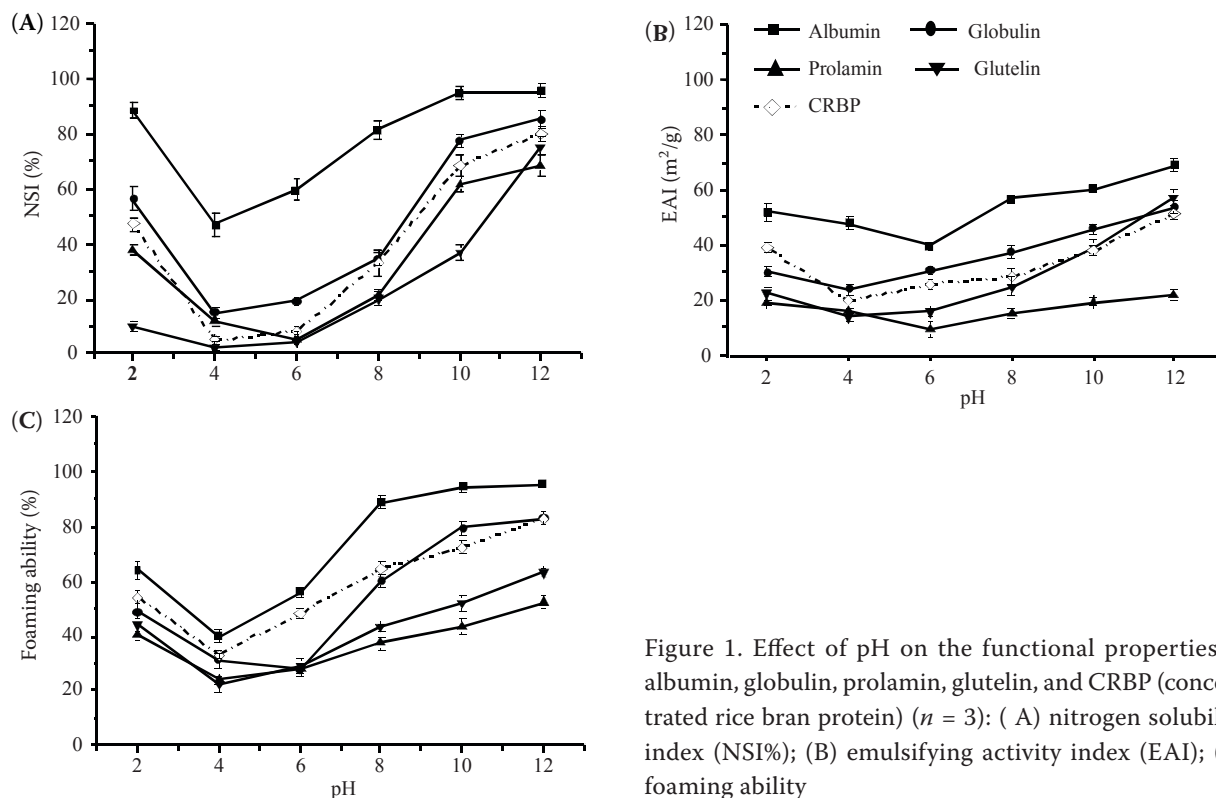 (A)
120
100
80
60
40
20
0
NSI (%)
2 4 6 8 10 12
(B)
120
100
80
60
40
20
0
EAI (m²/g)
Albumin Globulin
Prolamin Glutelin
CRBP
2 4 6 8 10 12
pH
(C)
120
100
80
60
40
20
0
Foaming ability (%)
2 4 6 8 10 12
pH
Figure 1. Effect of pH on the functional properties
albumin, globulin, prolamin, glutelin, and CRBP (conce
trated rice bran protein) (n = 3): ( A) nitrogen solubil
index (NSI%); (B) emulsifying activity index (EAI); (
foaming ability